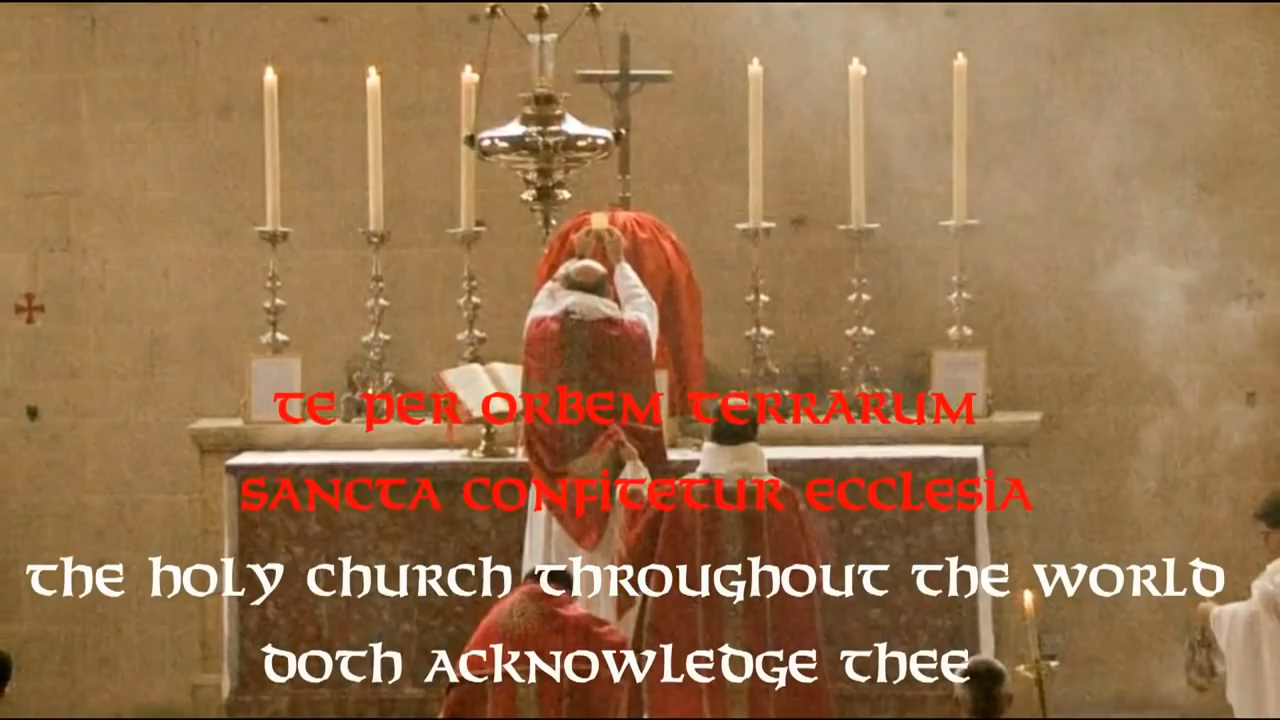 te per orbem terrarum
sancta confitetur ecclesia
the holy church throughout the world
doth acknowledge thee